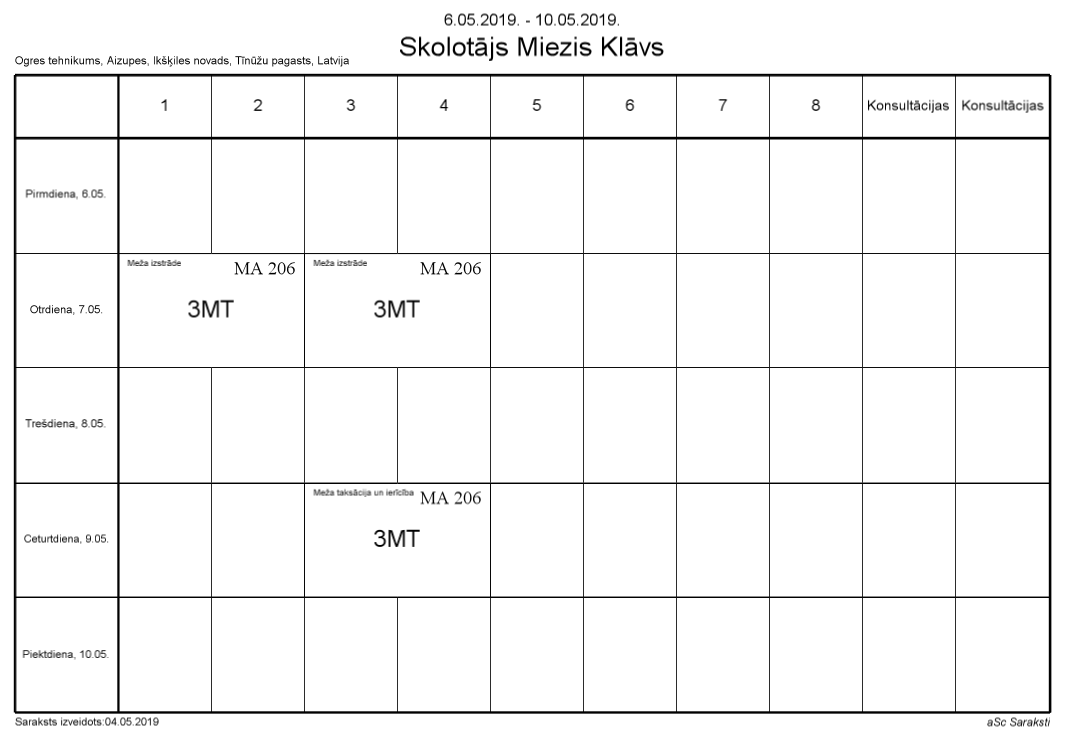 6.05.2019. - 10.05.2019.
Skolotājs Miezis Klāvs
Ogres tehnikums, Aizupes, Ikšķiles novads, Tīnūžu pagasts, Latvija
1 2 3 4 5 6 7 8 Konsultācijas Konsultācijas
Pirmdiena, 6.05.
Meža izstrāde MA 206 Meža izstrāde MA 206
Otrdiena, 7.05. 3MT 3MT
Trešdiena, 8.05.
Meža taksācija un ierīcība MA 206
Ceturtdiena, 9.05. 3MT
Piektdiena, 10.05.
Saraksts izveidots:04.05.2019 aSc Saraksti